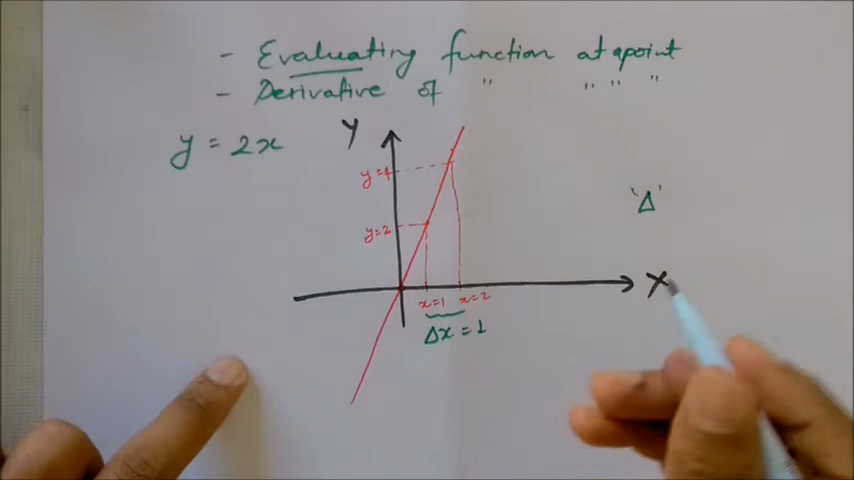 - Evaluating function at a point
- Derivative of " " " "
y = 2x
Y
y=4
'Δ'
y=2
X
x=1 x=2
Δx = 1